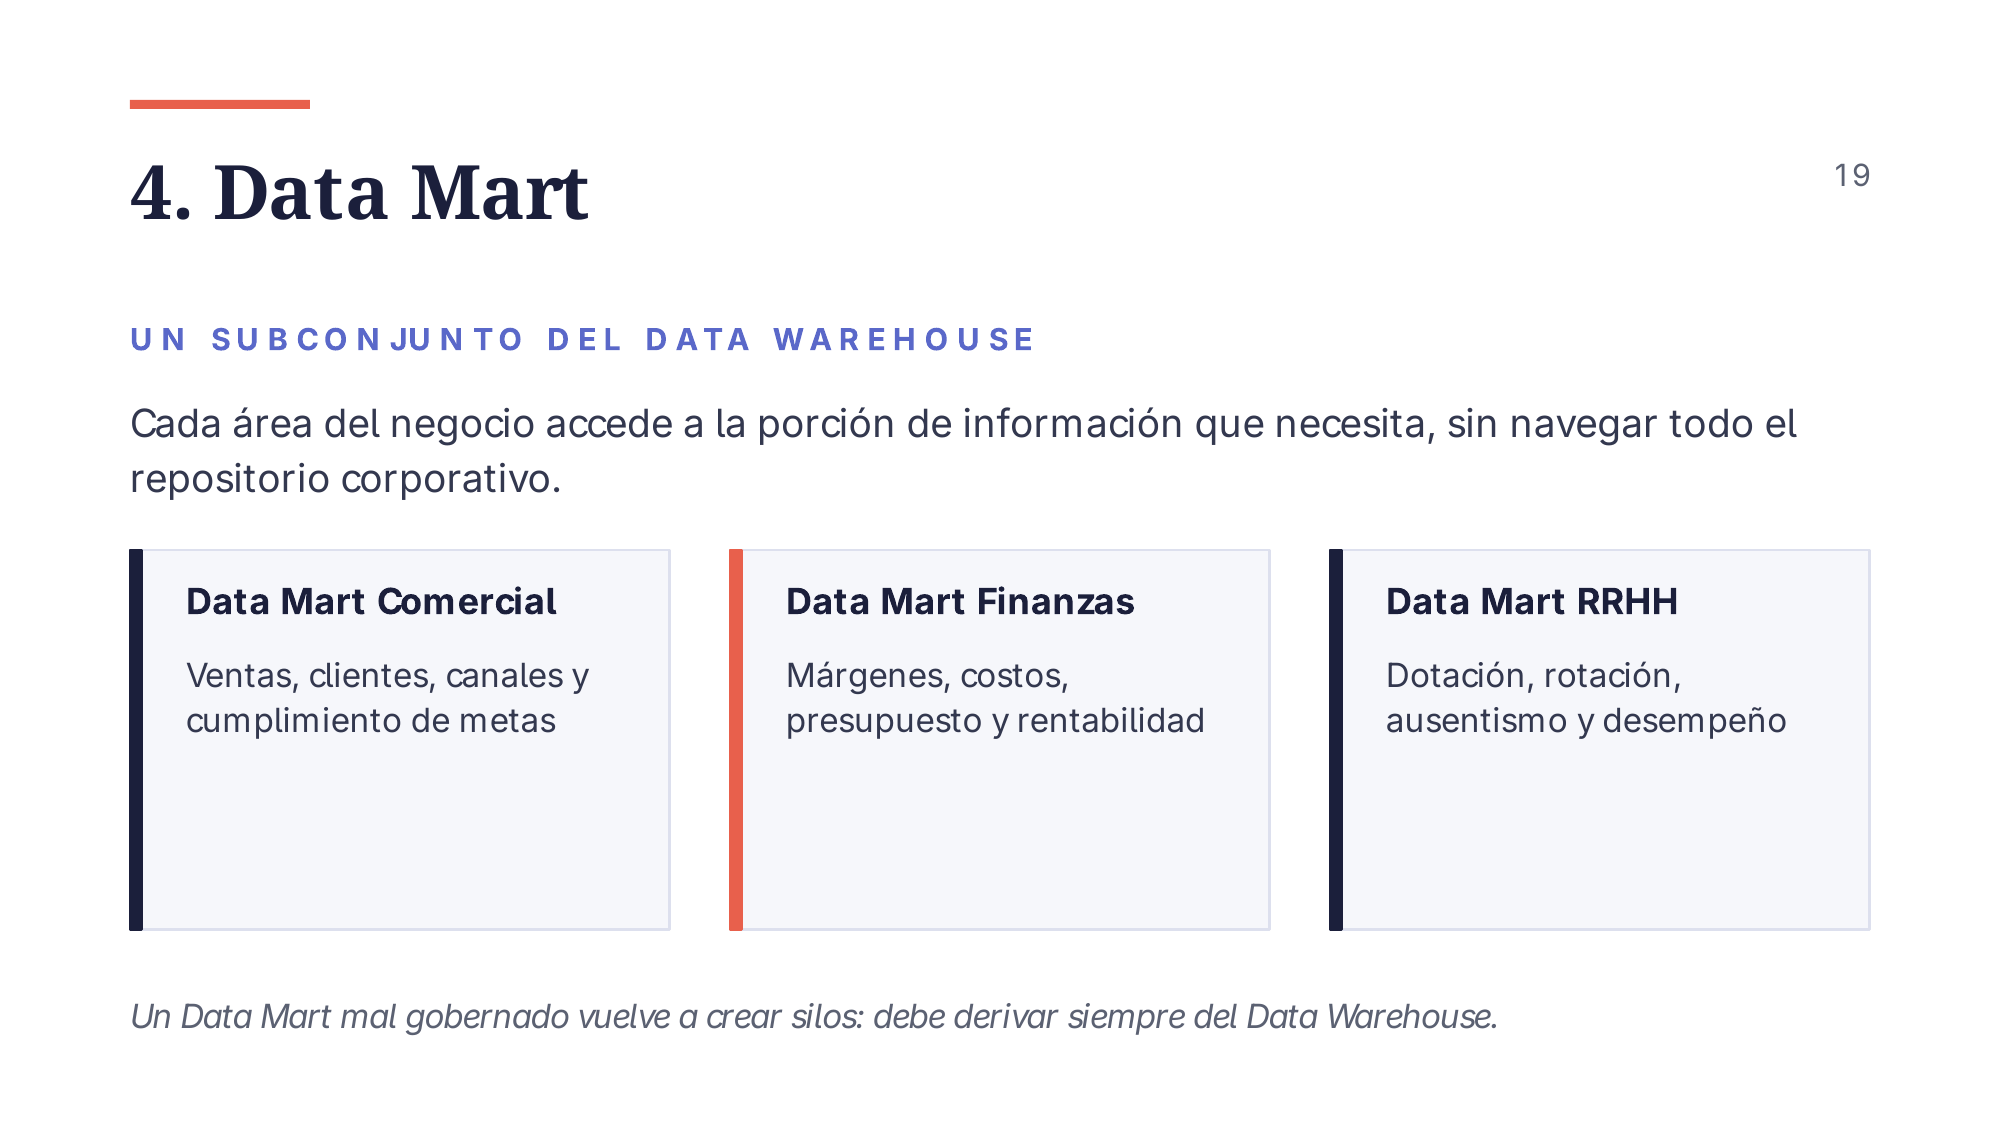 4. Data Mart
19
UN SUBCONJUNTO DEL DATA WAREHOUSE
Cada área del negocio accede a la porción de información que necesita, sin navegar todo el
repositorio corporativo.
Data Mart Comercial
Ventas, clientes, canales y
cumplimiento de metas
Data Mart Finanzas
Márgenes, costos,
presupuesto y rentabilidad
Data Mart RRHH
Dotación, rotación,
ausentismo y desempeño
Un Data Mart mal gobernado vuelve a crear silos: debe derivar siempre del Data Warehouse.